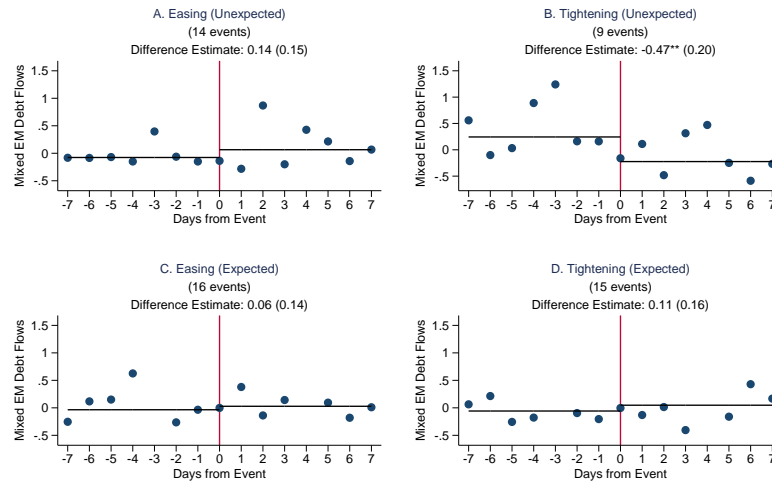 A. Easing (Unexpected)
(14 events)
Difference Estimate: 0.14 (0.15)
Mixed EM Debt Flows
1.5
1
.5
0
-.5
-7 -6 -5 -4 -3 -2 -1 0 1 2 3 4 5 6 7
Days from Event
B. Tightening (Unexpected)
(9 events)
Difference Estimate: -0.47** (0.20)
Mixed EM Debt Flows
1.5
1
.5
0
-.5
-7 -6 -5 -4 -3 -2 -1 0 1 2 3 4 5 6 7
Days from Event
C. Easing (Expected)
(16 events)
Difference Estimate: 0.06 (0.14)
Mixed EM Debt Flows
1.5
1
.5
0
-.5
-7 -6 -5 -4 -3 -2 -1 0 1 2 3 4 5 6 7
Days from Event
D. Tightening (Expected)
(15 events)
Difference Estimate: 0.11 (0.16)
Mixed EM Debt Flows
1.5
1
.5
0
-.5
-7 -6 -5 -4 -3 -2 -1 0 1 2 3 4 5 6 7
Days from Event